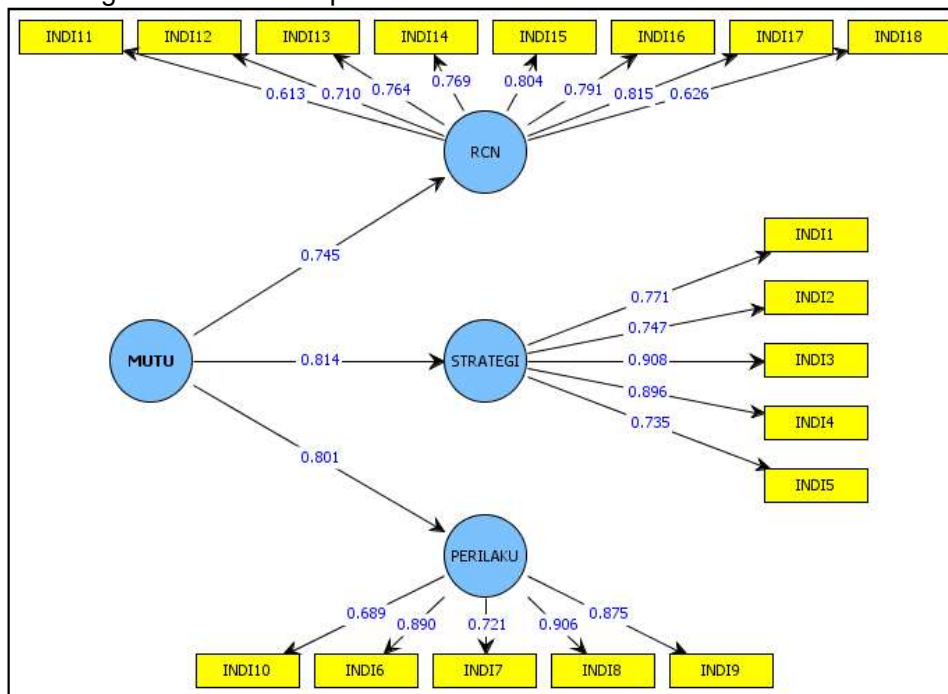 INDI11 INDI12 INDI13 INDI14 INDI15 INDI16 INDI17 INDI18
0.613 0.710 0.764 0.769 0.804 0.791 0.815 0.626
RCN
0.745
INDI1
0.771
INDI2
0.747
MUTU 0.814 STRATEGI 0.908 INDI3
0.896
INDI4
0.735
INDI5
0.801
PERILAKU
0.689 0.890 0.721 0.906 0.875
INDI10 INDI6 INDI7 INDI8 INDI9